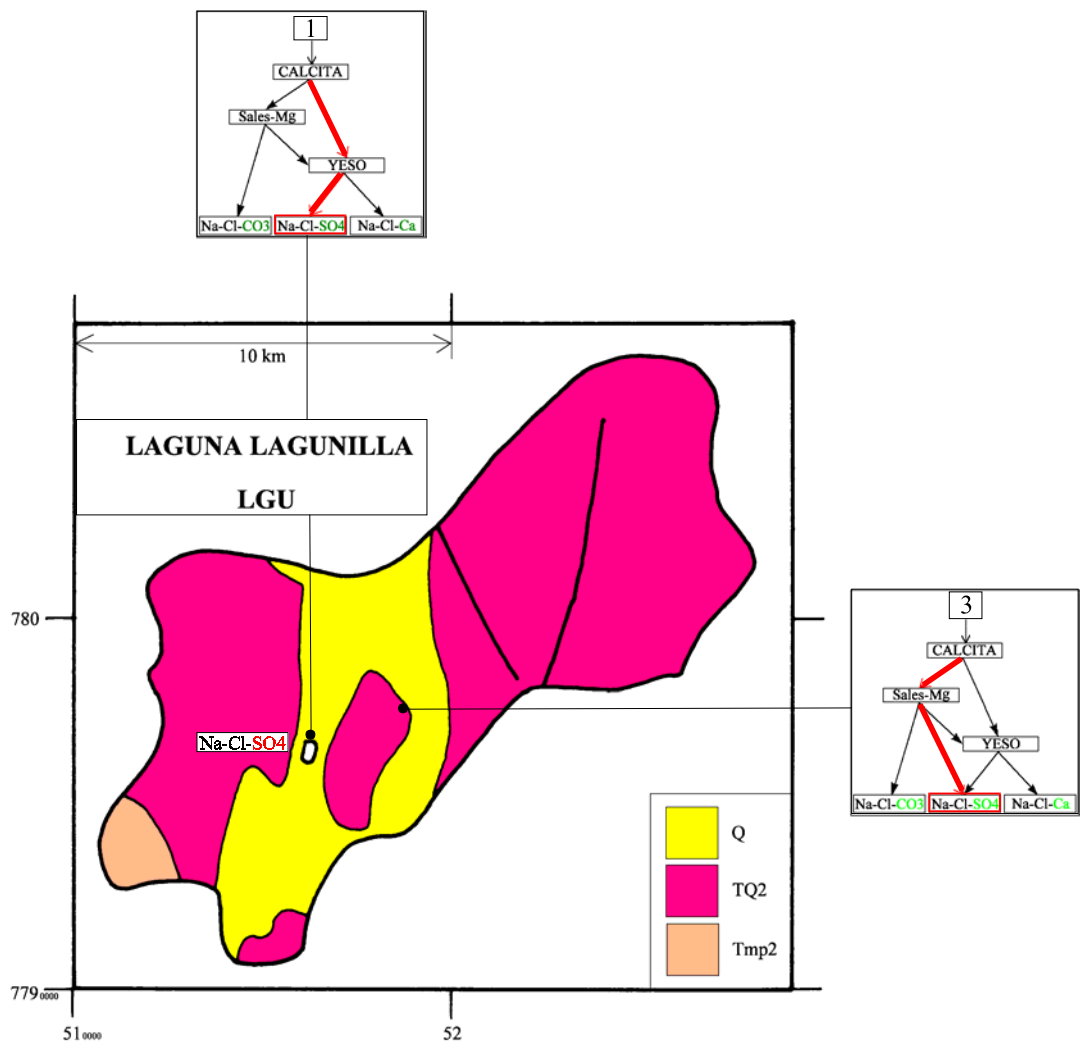 1
CALCITA
Sales-Mg
YESO
Na-Cl-CO3 Na-Cl-SO4 Na-Cl-Ca
10 km
LAGUNA LAGUNILLA
LGU
780
3
CALCITA
Sales-Mg
YESO
Na-Cl-CO3 Na-Cl-SO4 Na-Cl-Ca
Na-Cl-SO4
Q
TQ2
Tmp2
7790000
510000
52